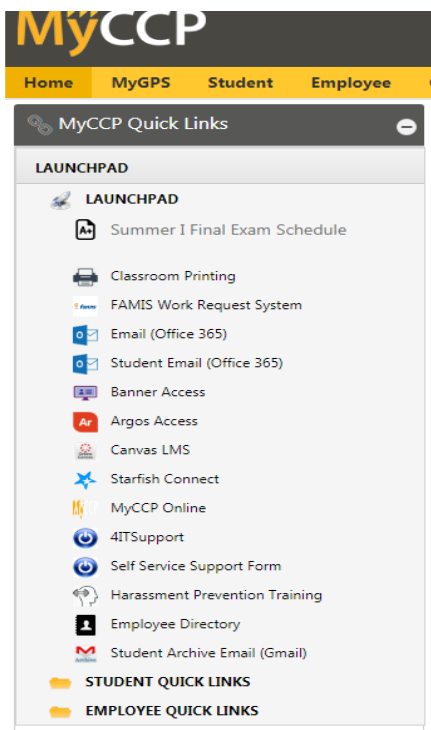 MyCCP
Home MyGPS Student Employee
MyCCP Quick Links
LAUNCHPAD
LAUNCHPAD
A+ Summer I Final Exam Schedule
Classroom Printing
FAMIS Work Request System
Email (Office 365)
Student Email (Office 365)
Banner Access
Ar Argos Access
Canvas LMS
Starfish Connect
MyCCP Online
4ITSupport
Self Service Support Form
Harassment Prevention Training
Employee Directory
Student Archive Email (Gmail)
STUDENT QUICK LINKS
EMPLOYEE QUICK LINKS